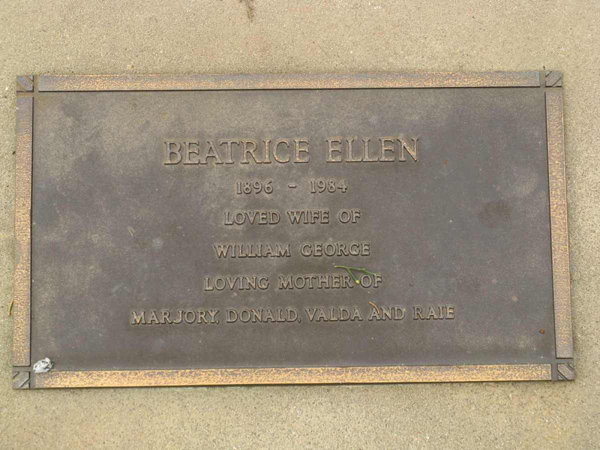 BEATRICE ELLEN
1896 - 1984
LOVED WIFE OF
WILLIAM GEORGE
LOVING MOTHER OF
MARJORY, DONALD, VALDA AND RAIE